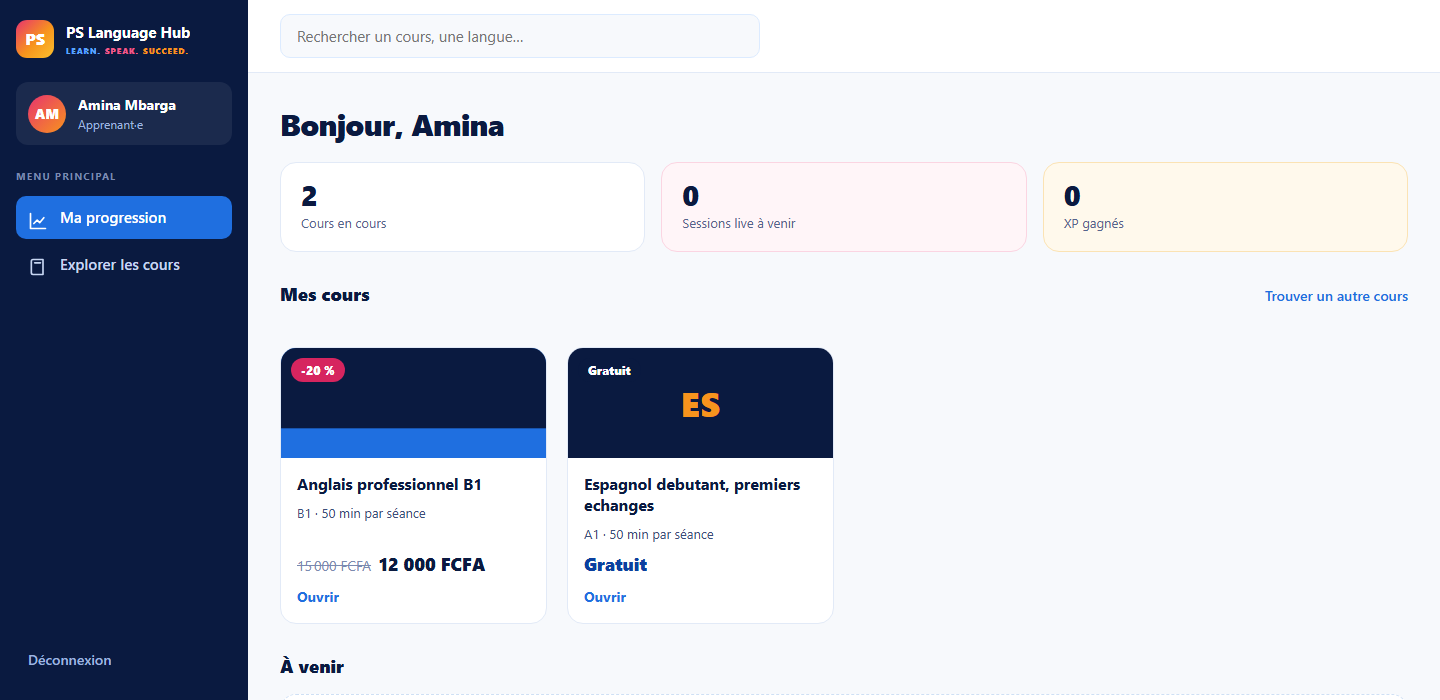 PS
PS Language Hub
LEARN. SPEAK. SUCCEED.
AM
Amina Mbarga
Apprenant·e
MENU PRINCIPAL
Ma progression
Explorer les cours
Déconnexion
Rechercher un cours, une langue...
Bonjour, Amina
2
Cours en cours
0
Sessions live à venir
0
XP gagnés
Mes cours
Trouver un autre cours
-20 %
Anglais professionnel B1
B1 · 50 min par séance
15 000 FCFA 12 000 FCFA
Ouvrir
Gratuit
ES
Espagnol debutant, premiers
echanges
A1 · 50 min par séance
Gratuit
Ouvrir
À venir